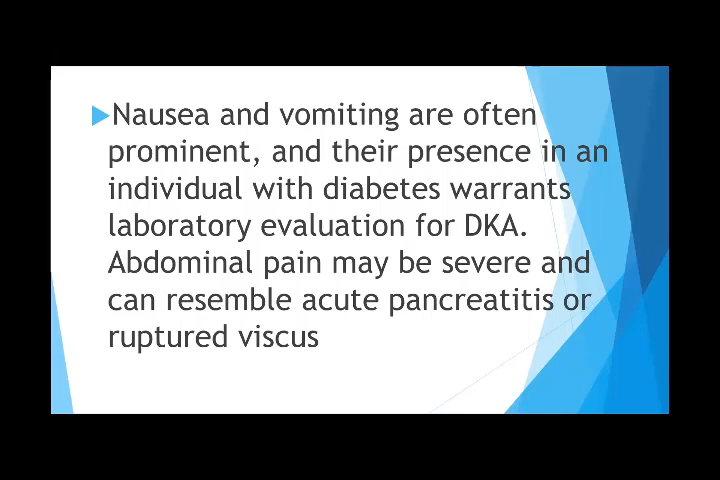 Nausea and vomiting are often
prominent, and their presence in an
individual with diabetes warrants
laboratory evaluation for DKA.
Abdominal pain may be severe and
can resemble acute pancreatitis or
ruptured viscus